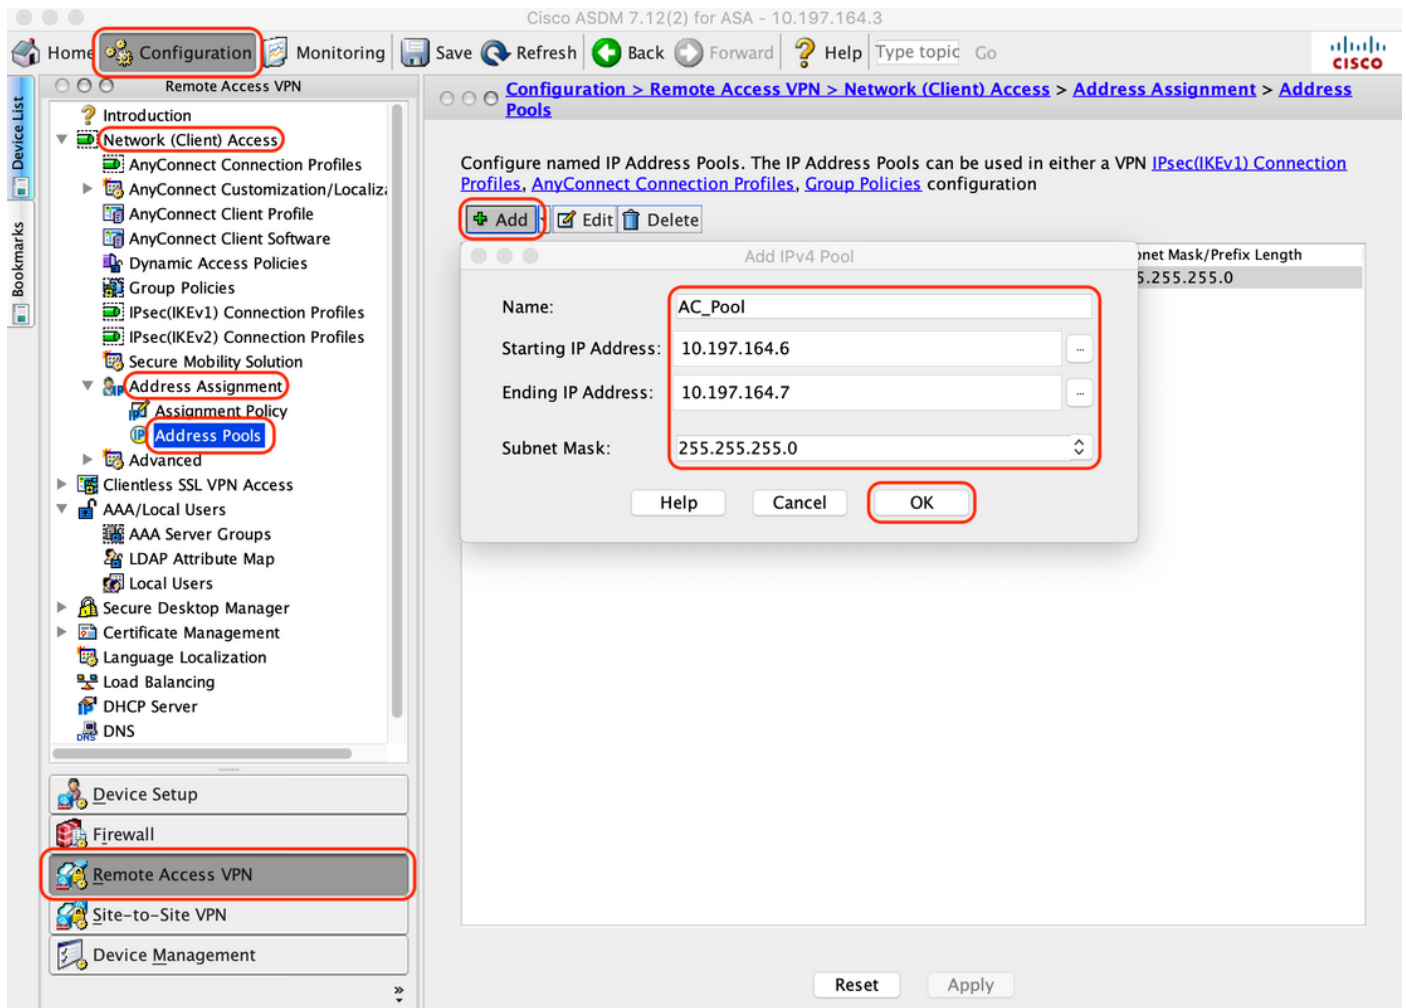 Cisco ASDM 7.12(2) for ASA - 10.197.164.3
Home Configuration Monitoring Save Refresh Back Forward Help Type topic Go
CISCO
Device List
Bookmarks
Remote Access VPN
Introduction
Network (Client) Access
AnyConnect Connection Profiles
AnyConnect Customization/Localiz
AnyConnect Client Profile
AnyConnect Client Software
Dynamic Access Policies
Group Policies
IPsec(IKEv1) Connection Profiles
IPsec(IKEv2) Connection Profiles
Secure Mobility Solution
Address Assignment
Assignment Policy
Address Pools
Advanced
Clientless SSL VPN Access
AAA/Local Users
AAA Server Groups
LDAP Attribute Map
Local Users
Secure Desktop Manager
Certificate Management
Language Localization
Load Balancing
DHCP Server
DNS
Device Setup
Firewall
Remote Access VPN
Site-to-Site VPN
Device Management
»
Configuration > Remote Access VPN > Network (Client) Access > Address Assignment > Address
Pools
Configure named IP Address Pools. The IP Address Pools can be used in either a VPN IPsec(IKEv1) Connection
Profiles, AnyConnect Connection Profiles, Group Policies configuration
Add Edit Delete
bnet Mask/Prefix Length
5.255.255.0
Add IPv4 Pool
Name: AC_Pool
Starting IP Address: 10.197.164.6 ...
Ending IP Address: 10.197.164.7 ...
Subnet Mask: 255.255.255.0
Help Cancel OK
Reset Apply